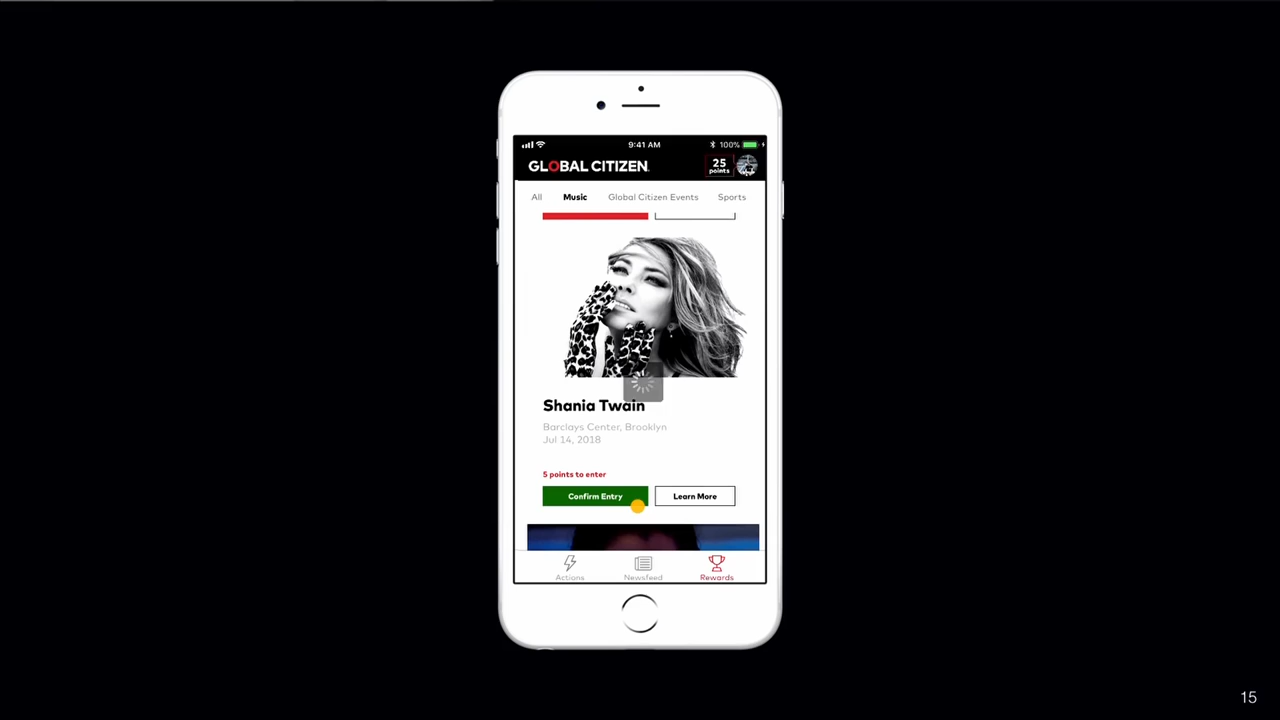 9:41 AM
100%
GLOBAL CITIZEN.
25
points
All Music Global Citizen Events Sports
Shania Twain
Barclays Center, Brooklyn
Jul 14, 2018
5 points to enter
Confirm Entry Learn More
Actions Newsfeed Rewards
15